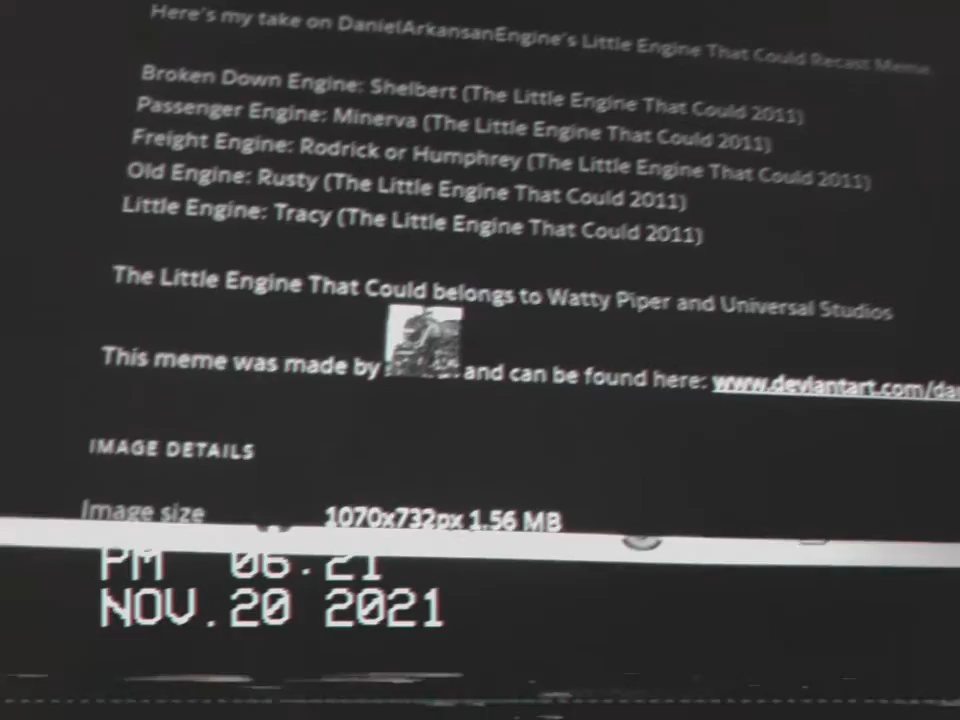 Here's my take on DanielArkansanEngine's Little Engine That Could Recast Meme.
Broken Down Engine: Shelbert (The Little Engine That Could 2011)
Passenger Engine: Minerva (The Little Engine That Could 2011)
Freight Engine: Rodrick or Humphrey (The Little Engine That Could 2011)
Old Engine: Rusty (The Little Engine That Could 2011)
Little Engine: Tracy (The Little Engine That Could 2011)
The Little Engine That Could belongs to Watty Piper and Universal Studios
This meme was made by and can be found here: www.deviantart.com/da
IMAGE DETAILS
Image size 1070x732px 1.56 MB
PM 06:21
NOV.20 2021